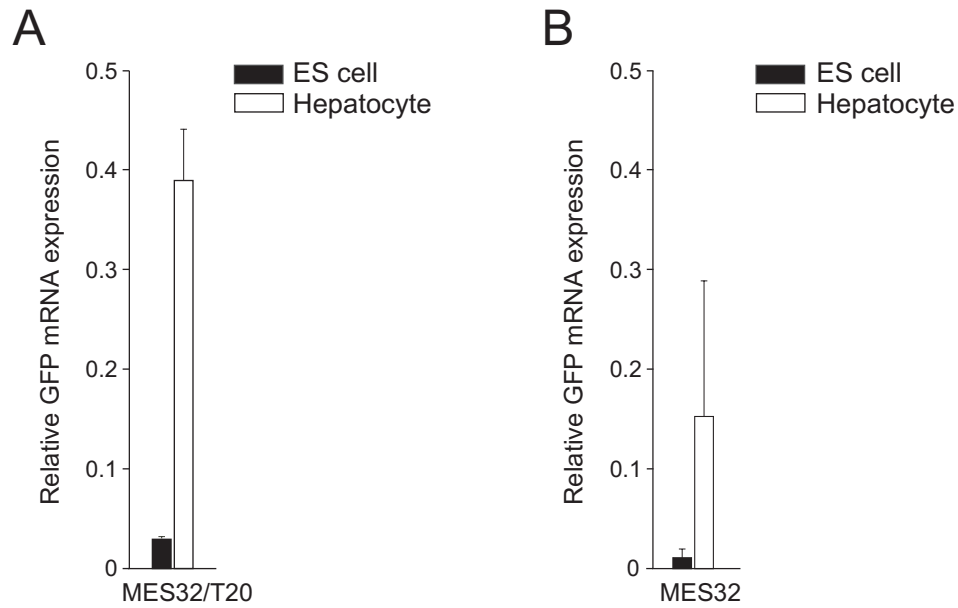 A
Relative GFP mRNA expression
0.5
0.4
0.3
0.2
0.1
0
ES cell
Hepatocyte
MES32/T20
B
Relative GFP mRNA expression
0.5
0.4
0.3
0.2
0.1
0
ES cell
Hepatocyte
MES32